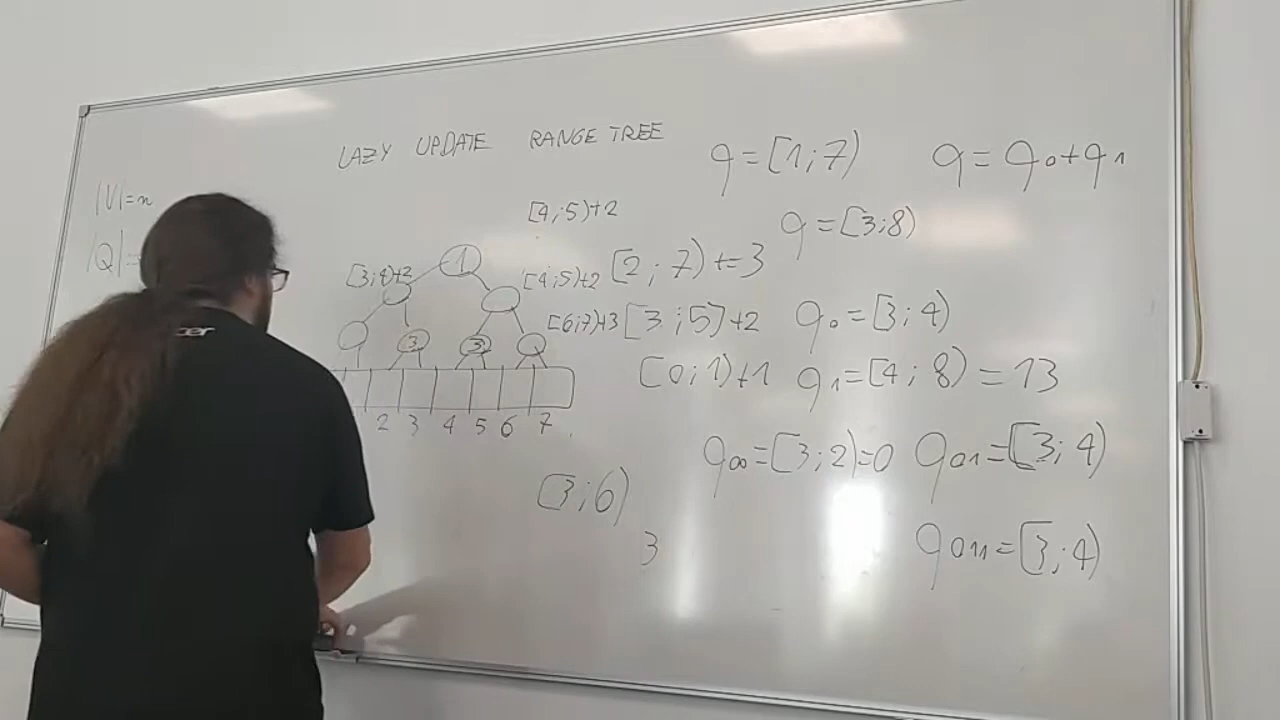 LAZY UPDATE RANGE TREE
q=[1;7)
q=q0+q1
|V|=n
|Q|=
[4;5)+2
q=[3;8)
[3;4)+2
1
[4;5)+2
[2;7)+=3
[6;7)+3
[3;5]+2
q0=[3;4)
3
3
[0;1)+1
q1=[4;8)=13
2 3 4 5 6 7
q00=[3;2)=0
q01=[3;4)
[3;6)
3
q011=[3;4)
cer